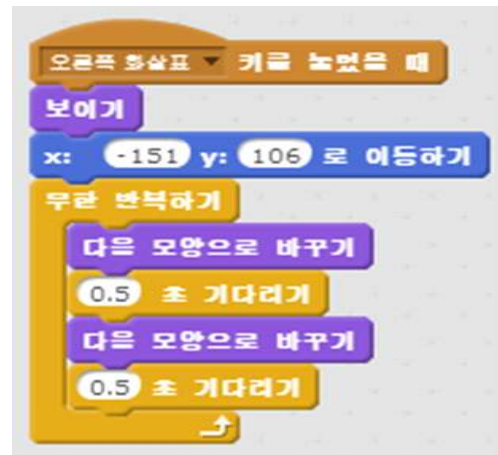 오른쪽 화살표 키를 눌렀을 때
보이기
x: -151 y: 106 로 이동하기
무한 반복하기
다음 모양으로 바꾸기
0.5 초 기다리기
다음 모양으로 바꾸기
0.5 초 기다리기